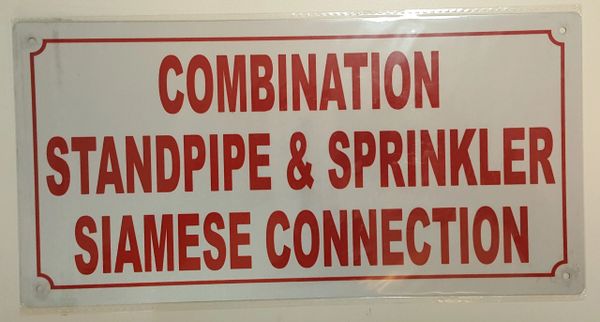 COMBINATION
STANDPIPE & SPRINKLER
SIAMESE CONNECTION